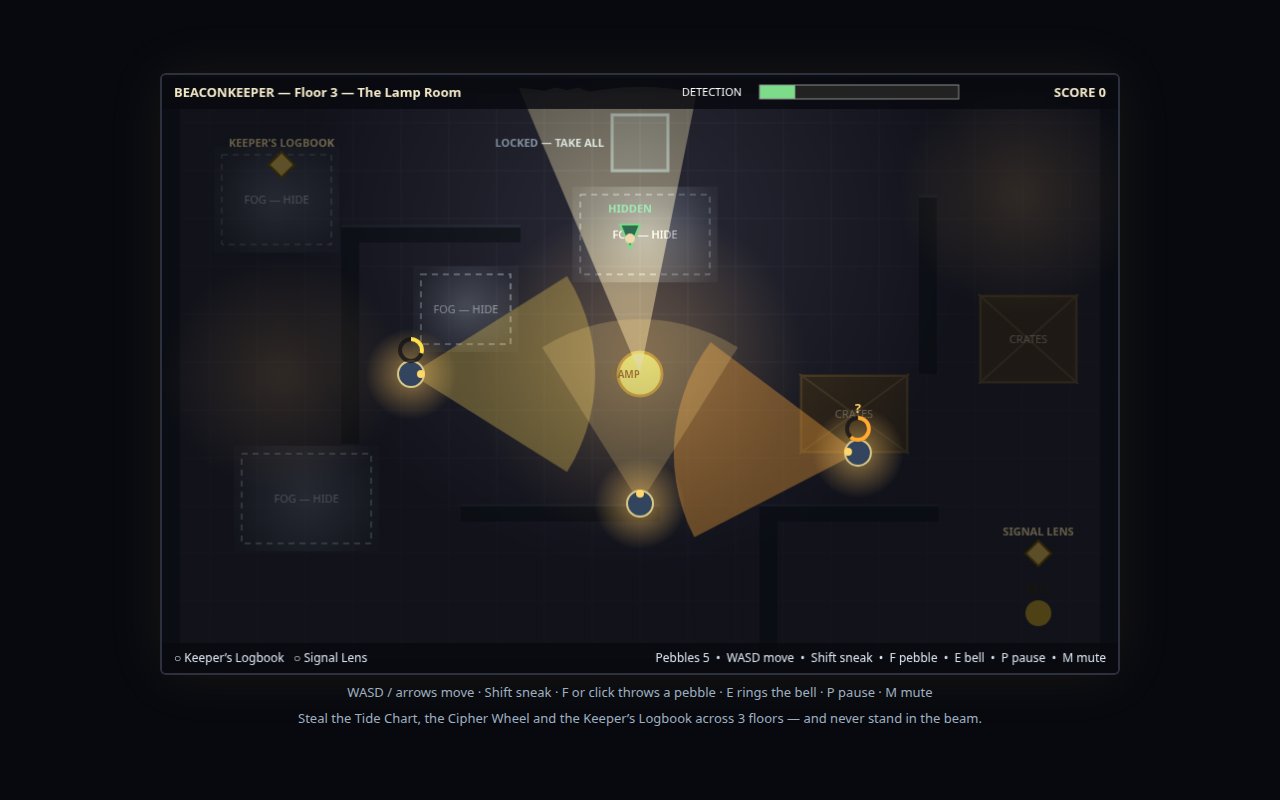 BEACONKEEPER — Floor 3 — The Lamp Room
DETECTION
SCORE 0
KEEPER'S LOGBOOK
LOCKED — TAKE ALL
FOG — HIDE
HIDDEN
FOG — HIDE
FOG — HIDE
CRATES
AMP
?
CRATES
FOG — HIDE
SIGNAL LENS
○ Keeper's Logbook ○ Signal Lens
Pebbles 5 • WASD move • Shift sneak • F pebble • E bell • P pause • M mute
WASD / arrows move · Shift sneak · F or click throws a pebble · E rings the bell · P pause · M mute
Steal the Tide Chart, the Cipher Wheel and the Keeper's Logbook across 3 floors — and never stand in the beam.